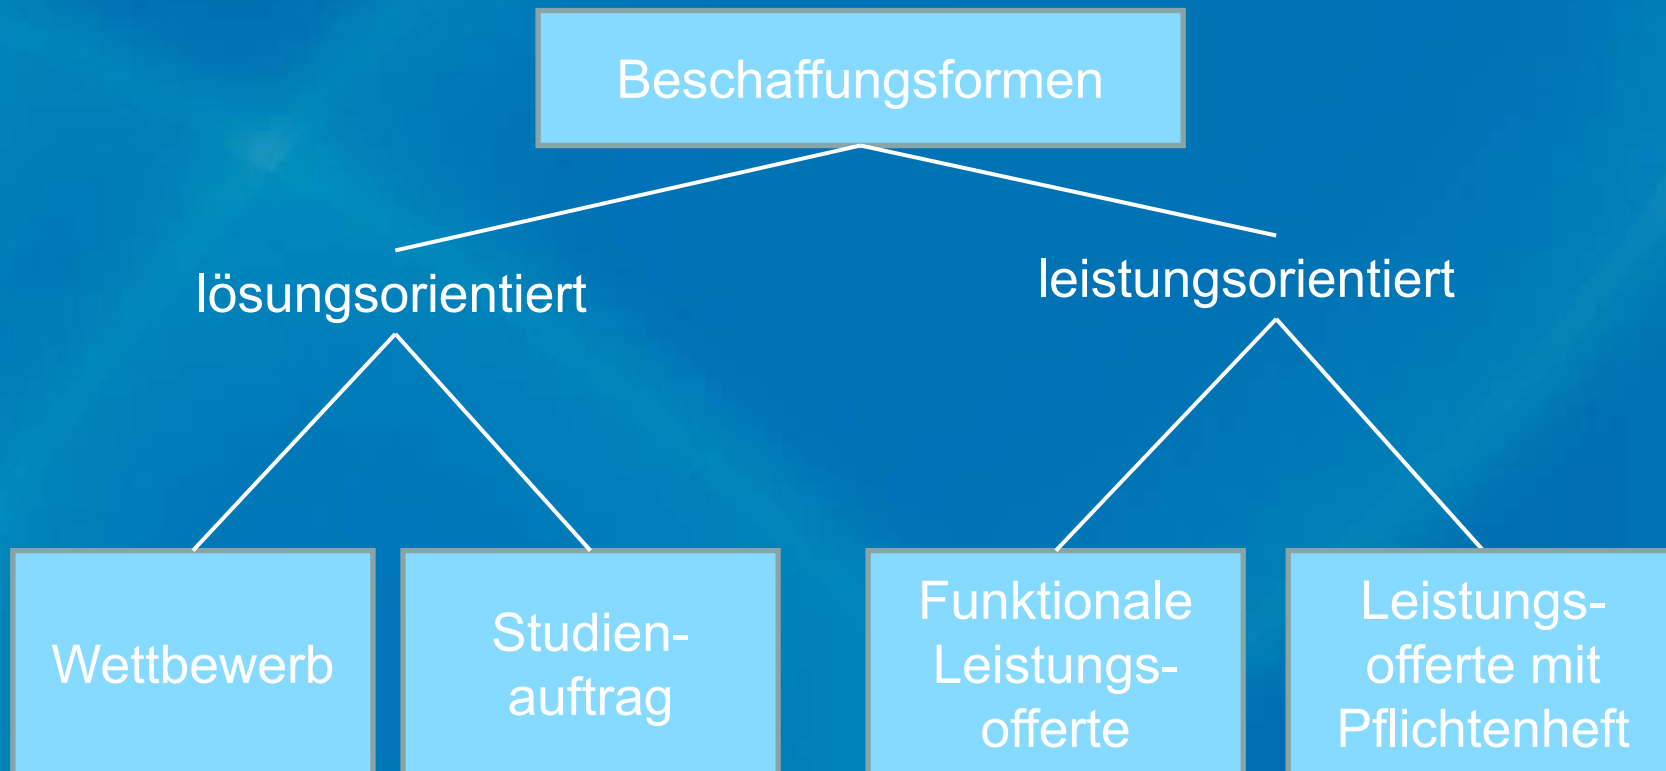 Beschaffungsformen
lösungsorientiert
leistungsorientiert
Wettbewerb
Studien-
auftrag
Funktionale
Leistungs-
offerte
Leistungs-
offerte mit
Pflichtenheft